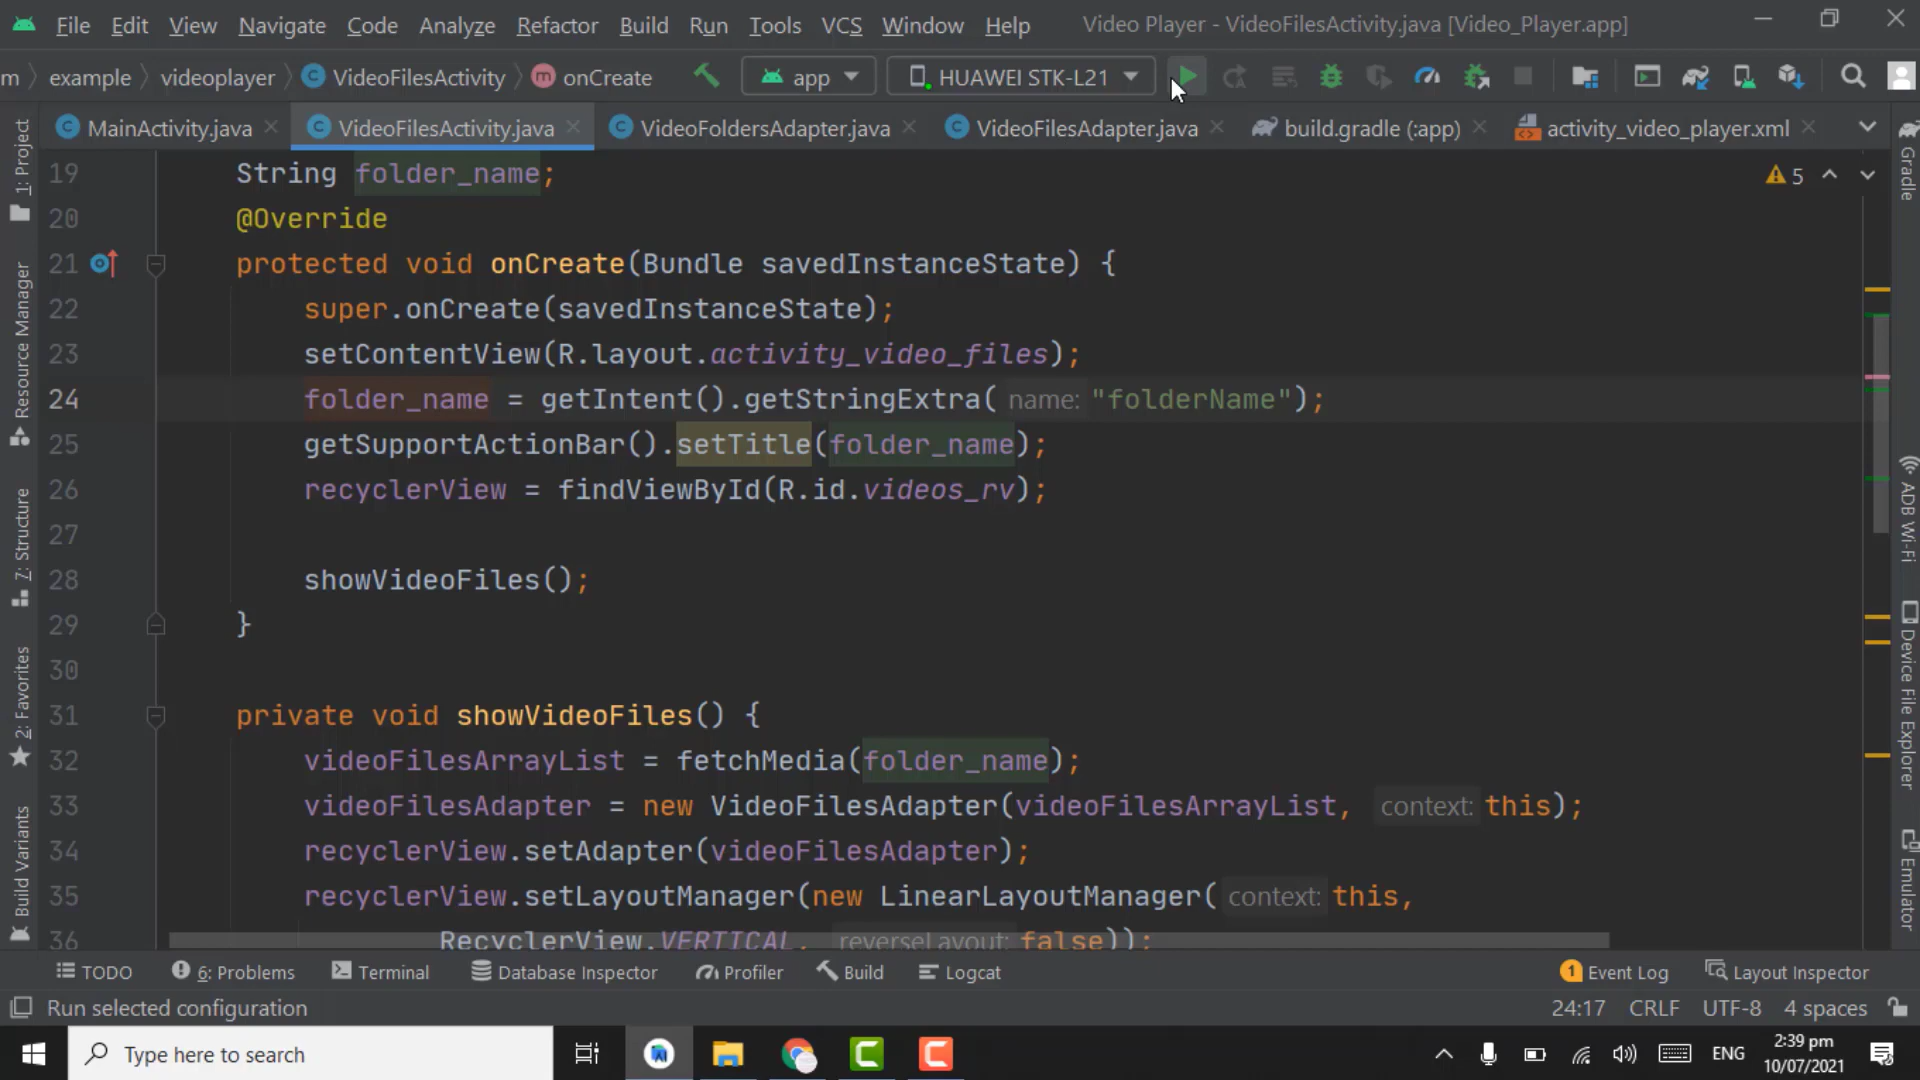 File Edit View Navigate Code Analyze Refactor Build Run Tools VCS Window Help Video Player - VideoFilesActivity.java [Video_Player.app]
m example videoplayer VideoFilesActivity onCreate app HUAWEI STK-L21
MainActivity.java VideoFilesActivity.java VideoFoldersAdapter.java VideoFilesAdapter.java build.gradle (:app) activity_video_player.xml
19 String folder_name; 5
20 @Override
21 protected void onCreate(Bundle savedInstanceState) {
22 super.onCreate(savedInstanceState);
23 setContentView(R.layout.activity_video_files);
24 folder_name = getIntent().getStringExtra( name: "folderName");
25 getSupportActionBar().setTitle(folder_name);
26 recyclerView = findViewById(R.id.videos_rv);
27
28 showVideoFiles();
29 }
30
31 private void showVideoFiles() {
32 videoFilesArrayList = fetchMedia(folder_name);
33 videoFilesAdapter = new VideoFilesAdapter(videoFilesArrayList, context: this);
34 recyclerView.setAdapter(videoFilesAdapter);
35 recyclerView.setLayoutManager(new LinearLayoutManager( context: this,
36 RecyclerView.VERTICAL, reverseLayout: false));
1: Project
Resource Manager
7: Structure
2: Favorites
Build Variants
Gradle
ADB Wi-Fi
Device File Explorer
Emulator
TODO 6: Problems Terminal Database Inspector Profiler Build Logcat 1 Event Log Layout Inspector
Run selected configuration 24:17 CRLF UTF-8 4 spaces
Type here to search ENG 2:39 pm
10/07/2021